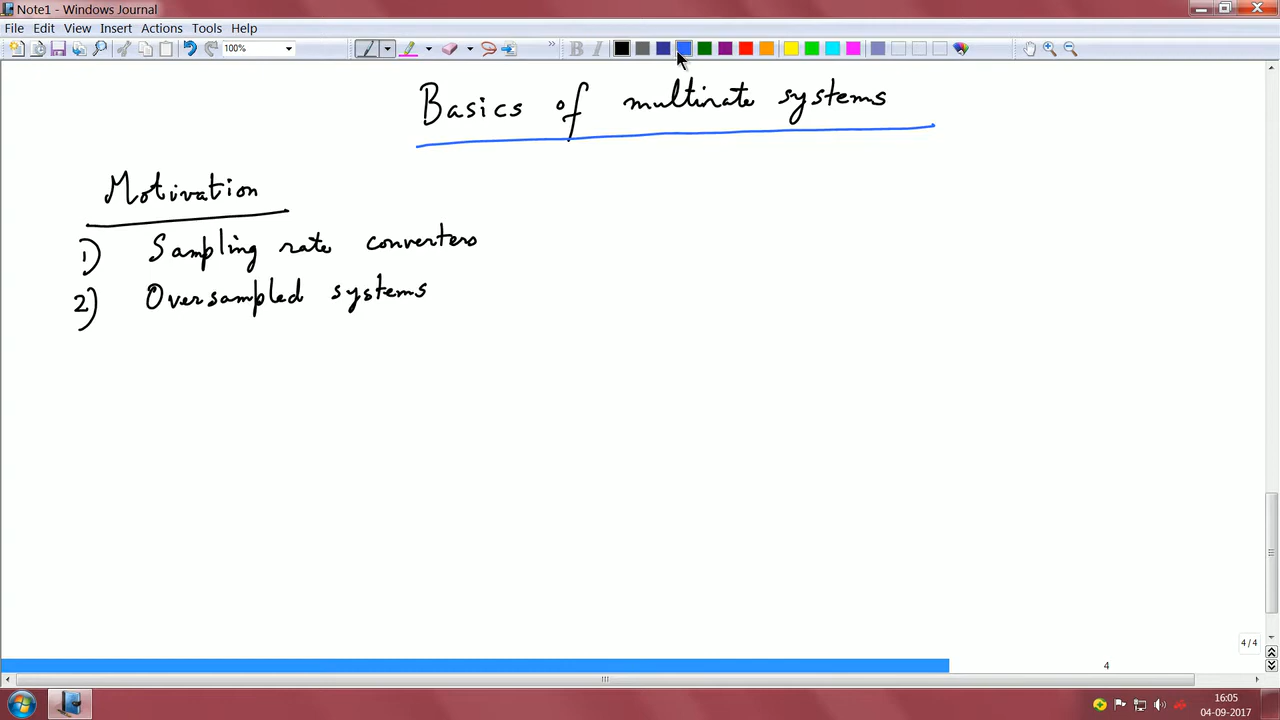 Note1 - Windows Journal
File Edit View Insert Actions Tools Help
100%
B I
Basics of multirate systems
Motivation
1) Sampling rate converters
2) Oversampled systems
4/4
4
16:05
04-09-2017